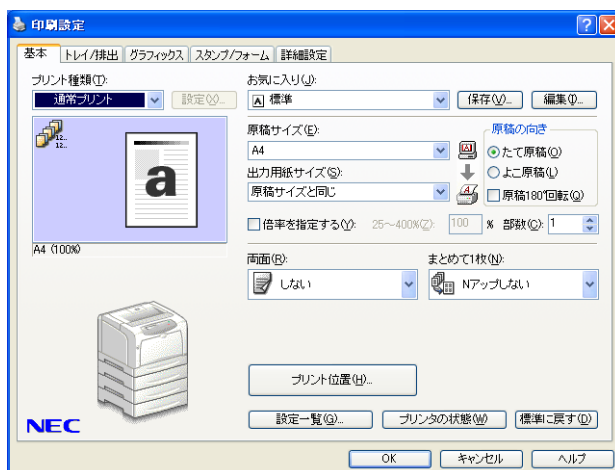 印刷設定
基本 トレイ/排出 グラフィックス スタンプ/フォーム 詳細設定
プリント種類(T):
通常プリント 設定(X)...
12..
12..
a
A4 (100%)
NEC
お気に入り(J):
A 標準 保存(V)... 編集(I)...
原稿サイズ(E):
A4
出力用紙サイズ(S):
原稿サイズと同じ
原稿の向き
たて原稿(O)
よこ原稿(L)
原稿180°回転(Q)
倍率を指定する(Y): 25～400%(Z): 100 % 部数(C): 1
両面(R):
しない
まとめて1枚(N):
Nアップしない
プリント位置(H)...
設定一覧(G)... プリンタの状態(W) 標準に戻す(D)
OK キャンセル ヘルプ